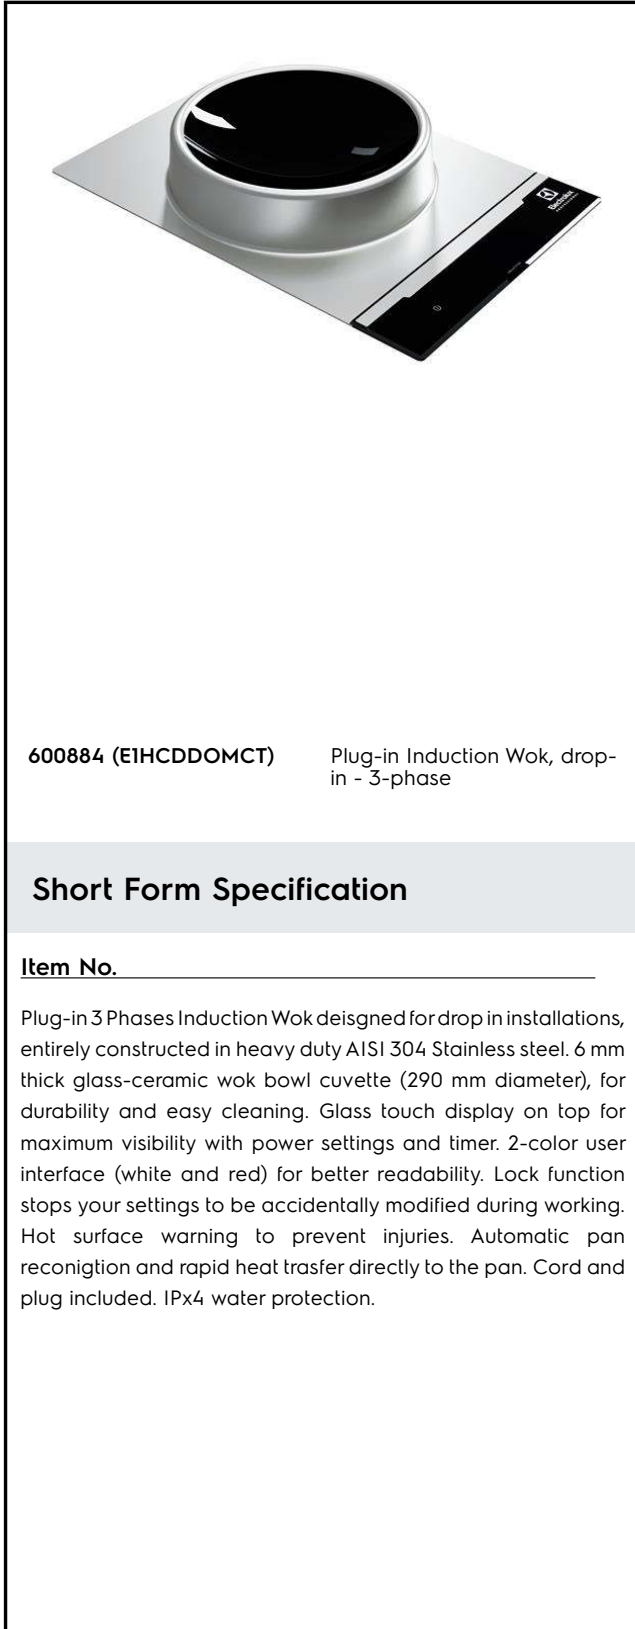 Electrolux
PROFESSIONAL
600884 (E1HCDDOMCT)
Plug-in Induction Wok, drop-
in - 3-phase
Short Form Specification
Item No.
Plug-in 3 Phases Induction Wok deisgned for drop in installations,
entirely constructed in heavy duty AISI 304 Stainless steel. 6 mm
thick glass-ceramic wok bowl cuvette (290 mm diameter), for
durability and easy cleaning. Glass touch display on top for
maximum visibility with power settings and timer. 2-color user
interface (white and red) for better readability. Lock function
stops your settings to be accidentally modified during working.
Hot surface warning to prevent injuries. Automatic pan
reconigtion and rapid heat trasfer directly to the pan. Cord and
plug included. IPx4 water protection.